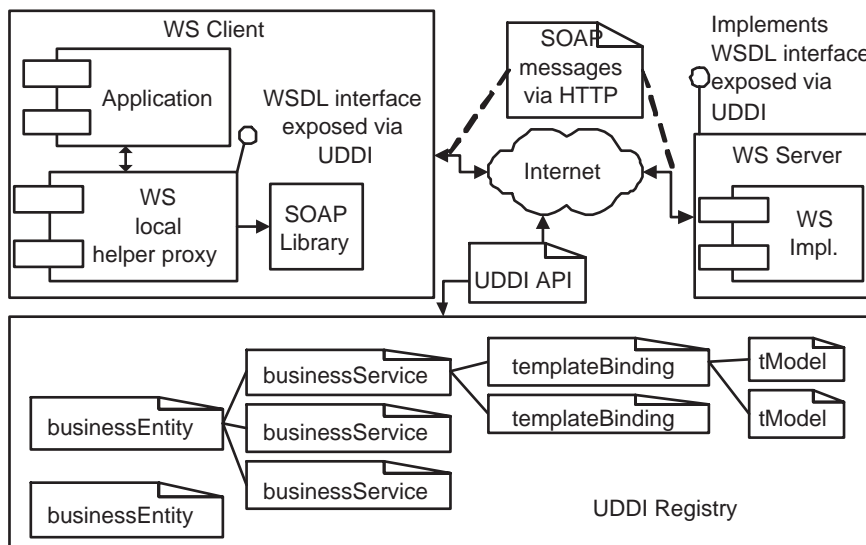 WS Client
Application
WSDL interface
exposed via
UDDI
WS
local
helper proxy
SOAP
Library
SOAP
messages
via HTTP
Internet
UDDI API
Implements
WSDL interface
exposed via
UDDI
WS Server
WS
Impl.
businessEntity
businessEntity
businessService
businessService
businessService
templateBinding
templateBinding
tModel
tModel
UDDI Registry